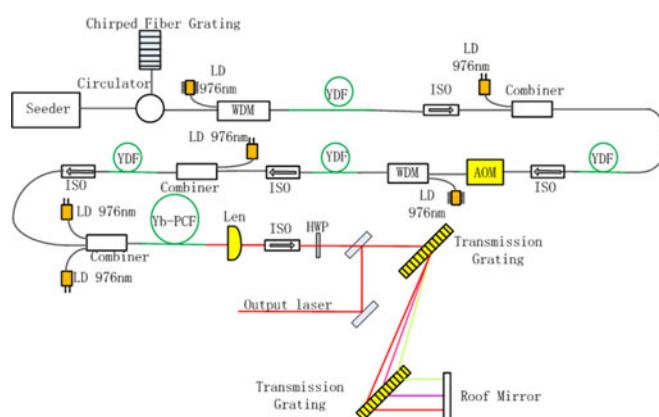 Chirped Fiber Grating
Circulator
LD
976nm
Seeder
WDM
YDF
ISO
LD
976nm
Combiner
ISO
YDF
Combiner
LD 976nm
ISO
YDF
WDM
LD
976nm
AOM
ISO
YDF
LD 976nm
Combiner
LD 976nm
Yb-PCF
Len
ISO
HWP
Transmission
Grating
Output laser
Transmission
Grating
Roof Mirror